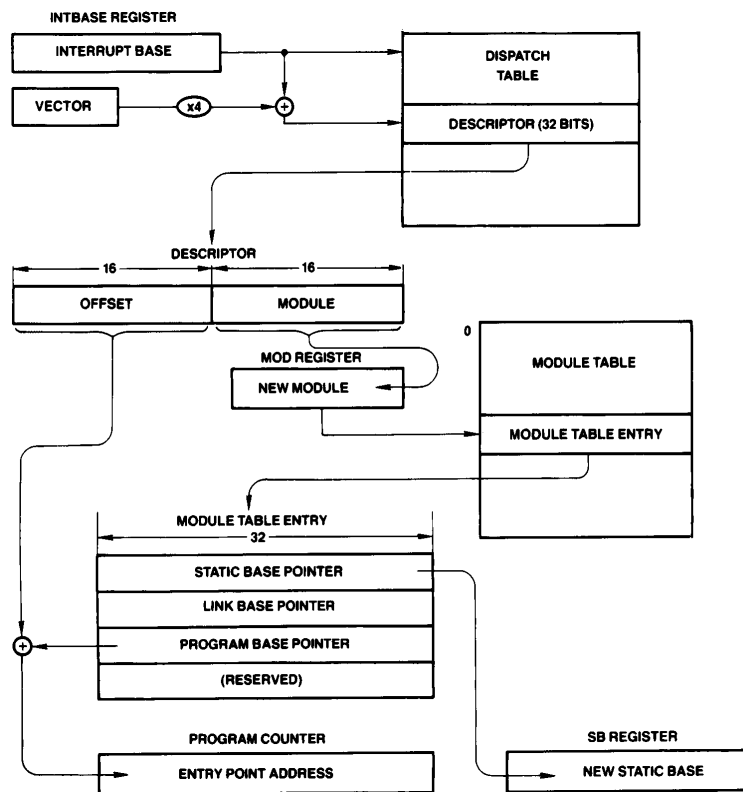 INTBASE REGISTER
INTERRUPT BASE
VECTOR
x4
+
DISPATCH
TABLE
DESCRIPTOR (32 BITS)
DESCRIPTOR
16
16
OFFSET
MODULE
MOD REGISTER
NEW MODULE
0
MODULE TABLE
MODULE TABLE ENTRY
MODULE TABLE ENTRY
32
STATIC BASE POINTER
LINK BASE POINTER
PROGRAM BASE POINTER
(RESERVED)
+
PROGRAM COUNTER
ENTRY POINT ADDRESS
SB REGISTER
NEW STATIC BASE